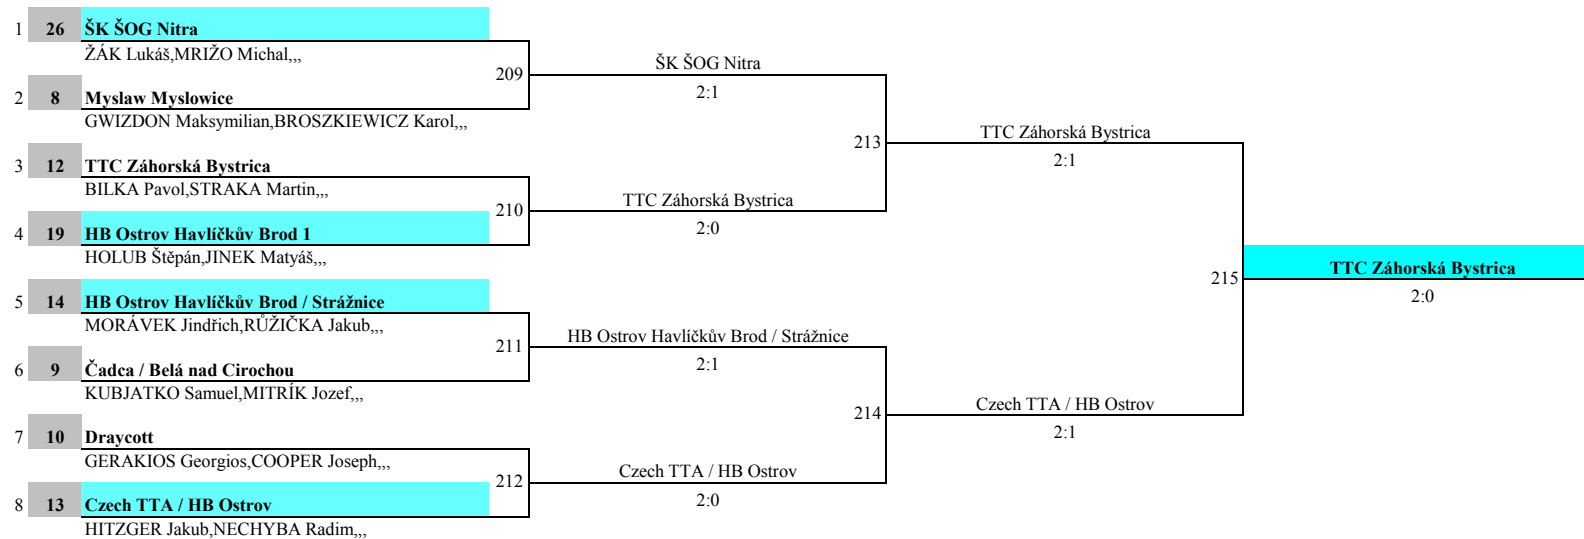 1 26 ŠK ŠOG Nitra
ŽÁK Lukáš,MRIŽO Michal,,,
209
ŠK ŠOG Nitra
2:1
2 8 Myslaw Myslowice
GWIZDON Maksymilian,BROSZKIEWICZ Karol,,,
213
TTC Záhorská Bystrica
2:1
3 12 TTC Záhorská Bystrica
BILKA Pavol,STRAKA Martin,,,
210
TTC Záhorská Bystrica
2:0
4 19 HB Ostrov Havlíčkův Brod 1
HOLUB Štěpán,JINEK Matyáš,,,
215
TTC Záhorská Bystrica
2:0
5 14 HB Ostrov Havlíčkův Brod / Strážnice
MORÁVEK Jindřich,RŮŽIČKA Jakub,,,
211
HB Ostrov Havlíčkův Brod / Strážnice
2:1
6 9 Čadca / Belá nad Cirochou
KUBJATKO Samuel,MITRÍK Jozef,,,
214
Czech TTA / HB Ostrov
2:1
7 10 Draycott
GERAKIOS Georgios,COOPER Joseph,,,
212
Czech TTA / HB Ostrov
2:0
8 13 Czech TTA / HB Ostrov
HITZGER Jakub,NECHYBA Radim,,,